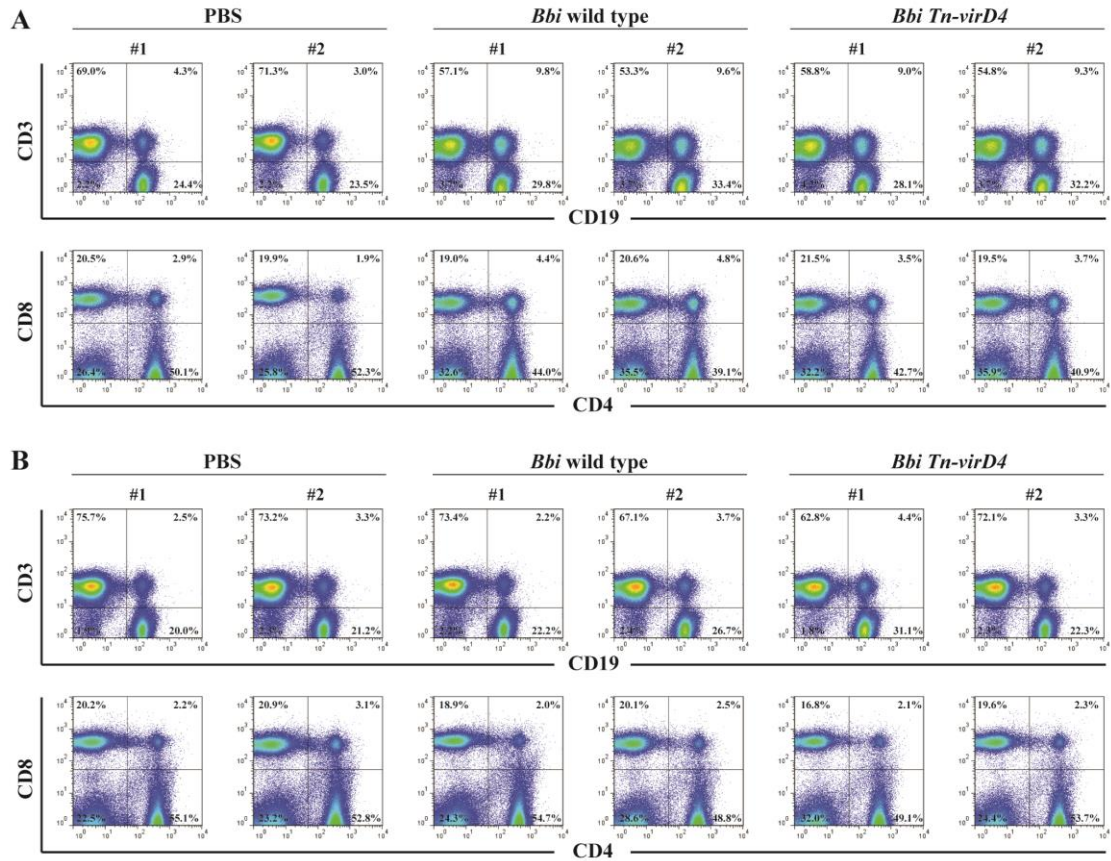 A
PBS
Bbi wild type
Bbi Tn-virD4
#1 #2 #1 #2 #1 #2
CD3
69.0% 4.3% 71.3% 3.0% 57.1% 9.8% 53.3% 9.6% 58.8% 9.0% 54.8% 9.3%
24.4% 23.5% 29.8% 33.4% 28.1% 32.2%
CD19
CD8
20.5% 2.9% 19.9% 1.9% 19.0% 4.4% 20.6% 4.8% 21.5% 3.5% 19.5% 3.7%
26.4% 50.1% 25.8% 52.3% 32.6% 44.0% 35.5% 39.1% 32.2% 42.7% 35.9% 40.9%
CD4
B
PBS
Bbi wild type
Bbi Tn-virD4
#1 #2 #1 #2 #1 #2
CD3
75.7% 2.5% 73.2% 3.3% 73.4% 2.2% 67.1% 3.7% 62.8% 4.4% 72.1% 3.3%
20.0% 21.2% 22.2% 26.7% 31.1% 22.3%
CD19
CD8
20.2% 2.2% 20.9% 3.1% 18.9% 2.0% 20.1% 2.5% 16.8% 2.1% 19.6% 2.3%
22.5% 55.1% 23.2% 52.8% 24.3% 54.7% 28.6% 48.8% 32.0% 49.1% 24.4% 53.7%
CD4